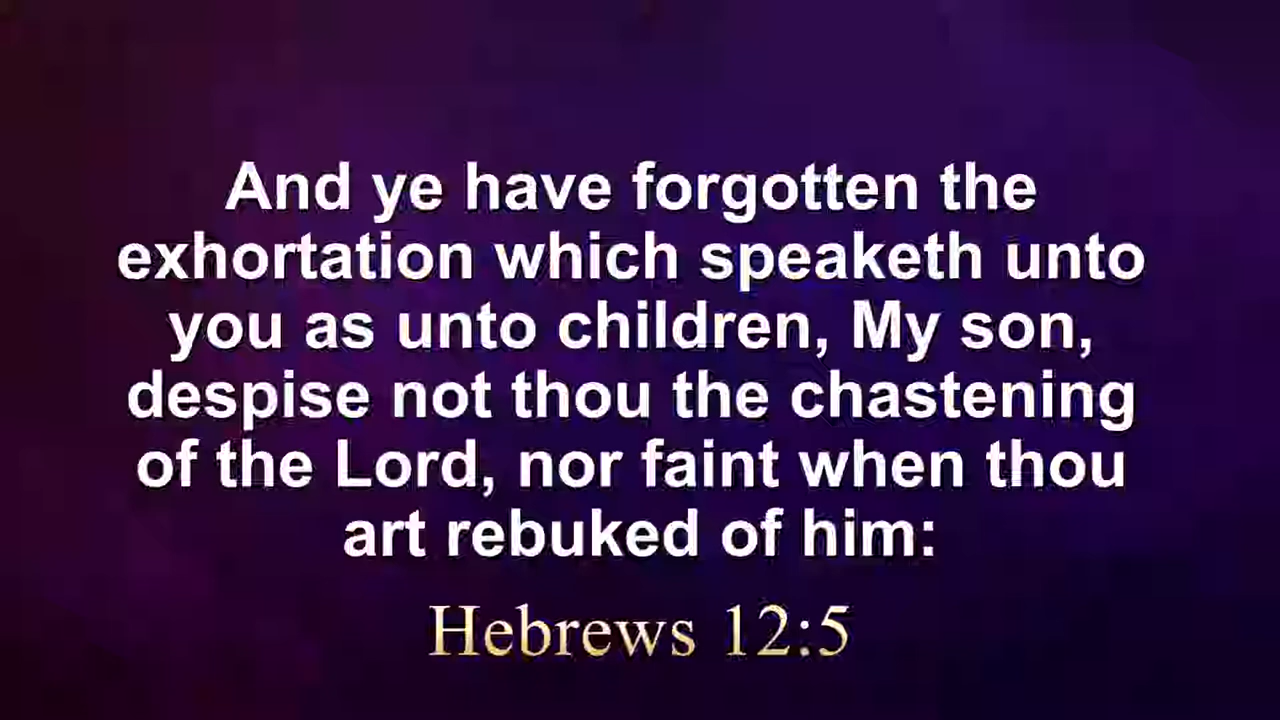 And ye have forgotten the
exhortation which speaketh unto
you as unto children, My son,
despise not thou the chastening
of the Lord, nor faint when thou
art rebuked of him:
Hebrews 12:5